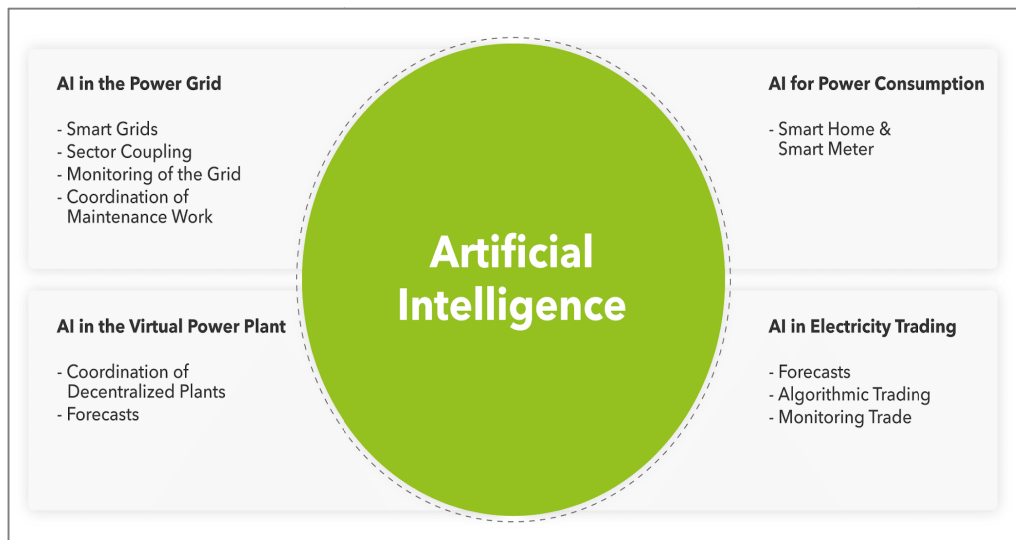 AI in the Power Grid
- Smart Grids
- Sector Coupling
- Monitoring of the Grid
- Coordination of
Maintenance Work
AI for Power Consumption
- Smart Home &
Smart Meter
Artificial
Intelligence
AI in the Virtual Power Plant
- Coordination of
Decentralized Plants
- Forecasts
AI in Electricity Trading
- Forecasts
- Algorithmic Trading
- Monitoring Trade